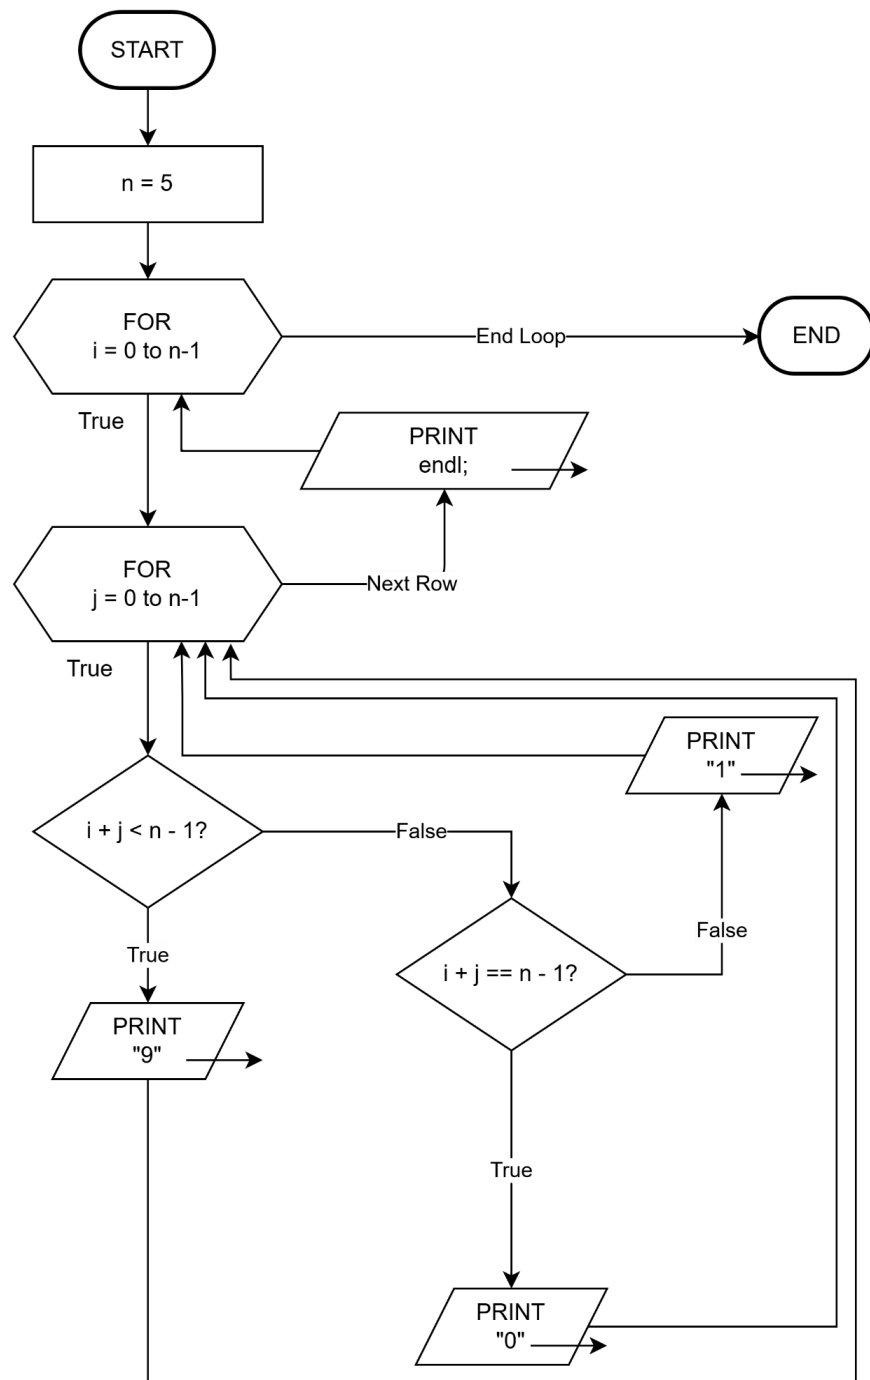 START
n = 5
FOR
i = 0 to n-1
End Loop
END
True
PRINT
endl;
FOR
j = 0 to n-1
Next Row
True
PRINT
"1"
i + j < n - 1?
False
False
True
i + j == n - 1?
PRINT
"9"
True
PRINT
"0"